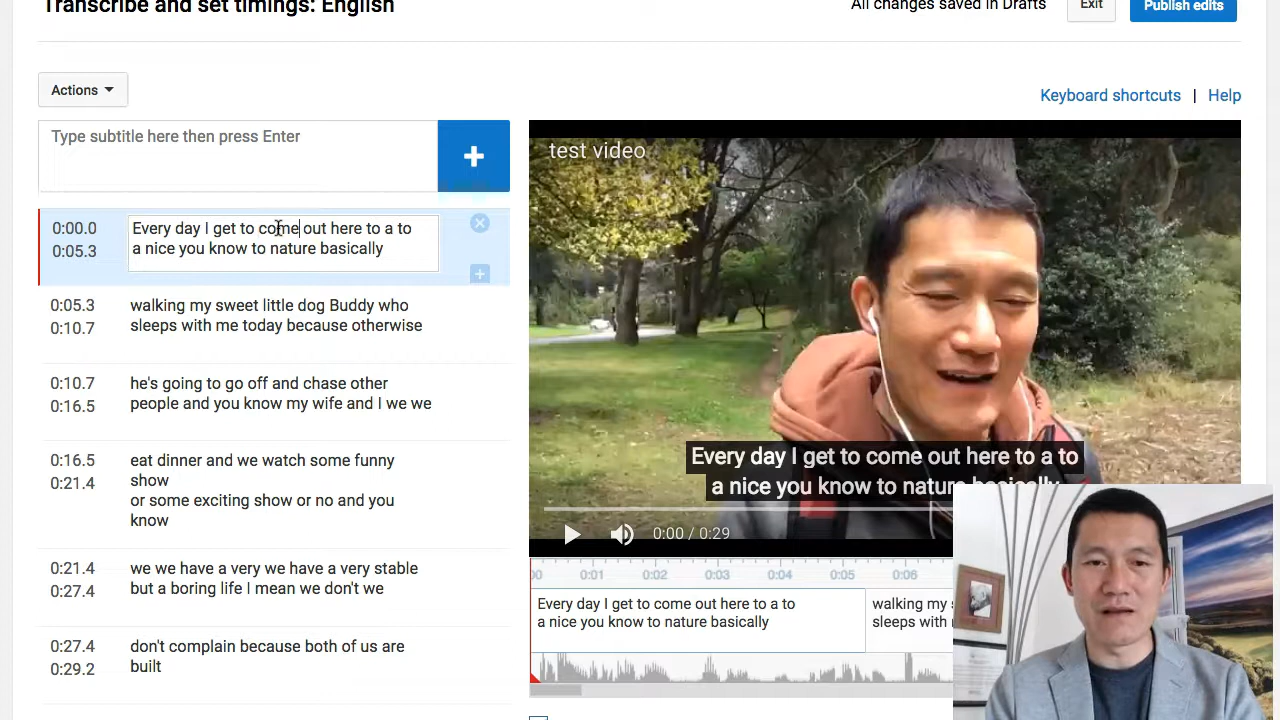 Transcribe and set timings: English
All changes saved in Drafts
Exit
Publish edits
Actions
Keyboard shortcuts | Help
Type subtitle here then press Enter
+
0:00.0
0:05.3
Every day I get to come out here to a to
a nice you know to nature basically
0:05.3
0:10.7
walking my sweet little dog Buddy who
sleeps with me today because otherwise
0:10.7
0:16.5
he's going to go off and chase other
people and you know my wife and I we we
0:16.5
0:21.4
eat dinner and we watch some funny
show
or some exciting show or no and you
know
0:21.4
0:27.4
we we have a very we have a very stable
but a boring life I mean we don't we
0:27.4
0:29.2
don't complain because both of us are
built
test video
Every day I get to come out here to a to
a nice you know to nature basically
0:00 / 0:29
00 0:01 0:02 0:03 0:04 0:05 0:06
Every day I get to come out here to a to
a nice you know to nature basically
walking my
sleeps with